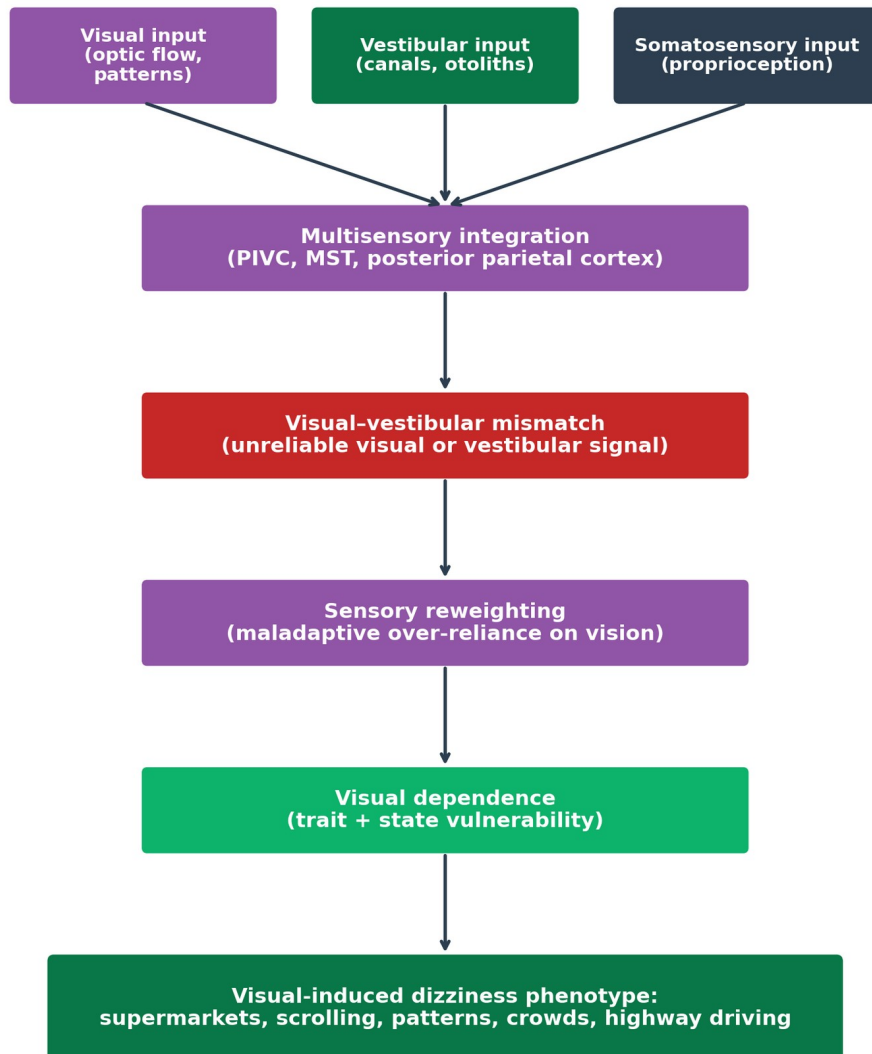 Visual input
(optic flow,
patterns)
Vestibular input
(canals, otoliths)
Somatosensory input
(proprioception)
Multisensory integration
(PIVC, MST, posterior parietal cortex)
Visual–vestibular mismatch
(unreliable visual or vestibular signal)
Sensory reweighting
(maladaptive over-reliance on vision)
Visual dependence
(trait + state vulnerability)
Visual-induced dizziness phenotype:
supermarkets, scrolling, patterns, crowds, highway driving